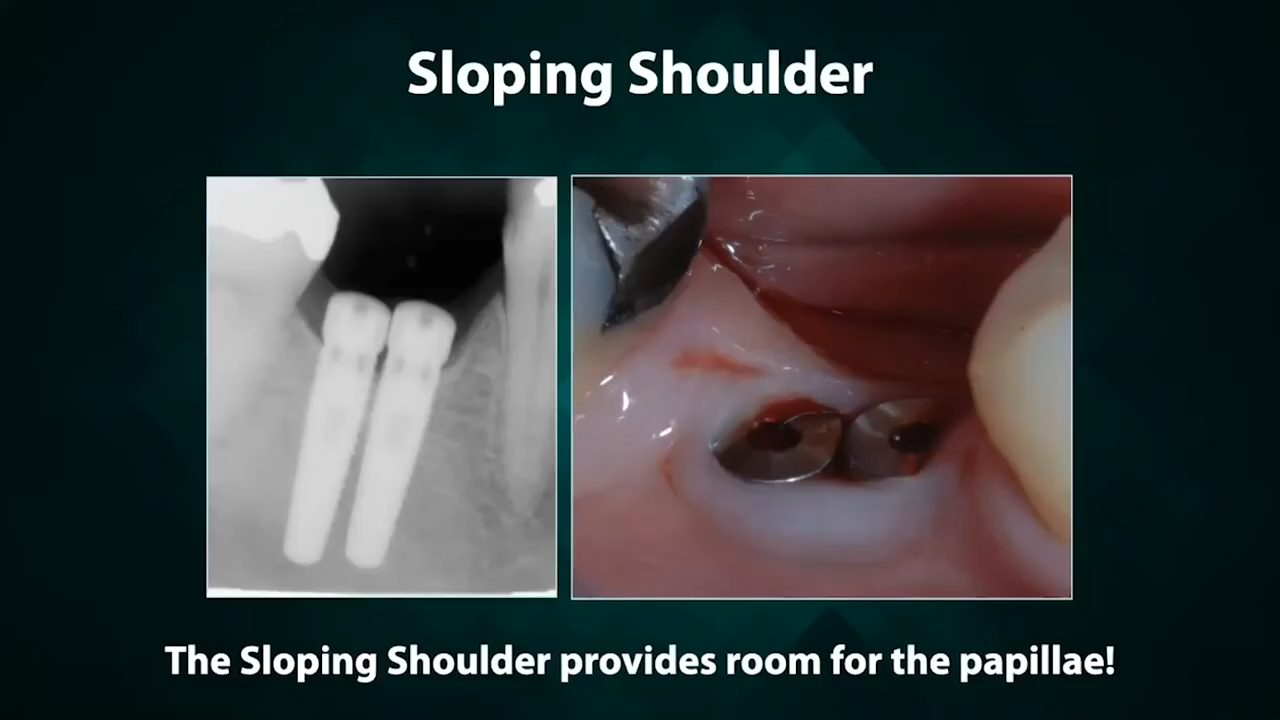 Sloping Shoulder
The Sloping Shoulder provides room for the papillae!